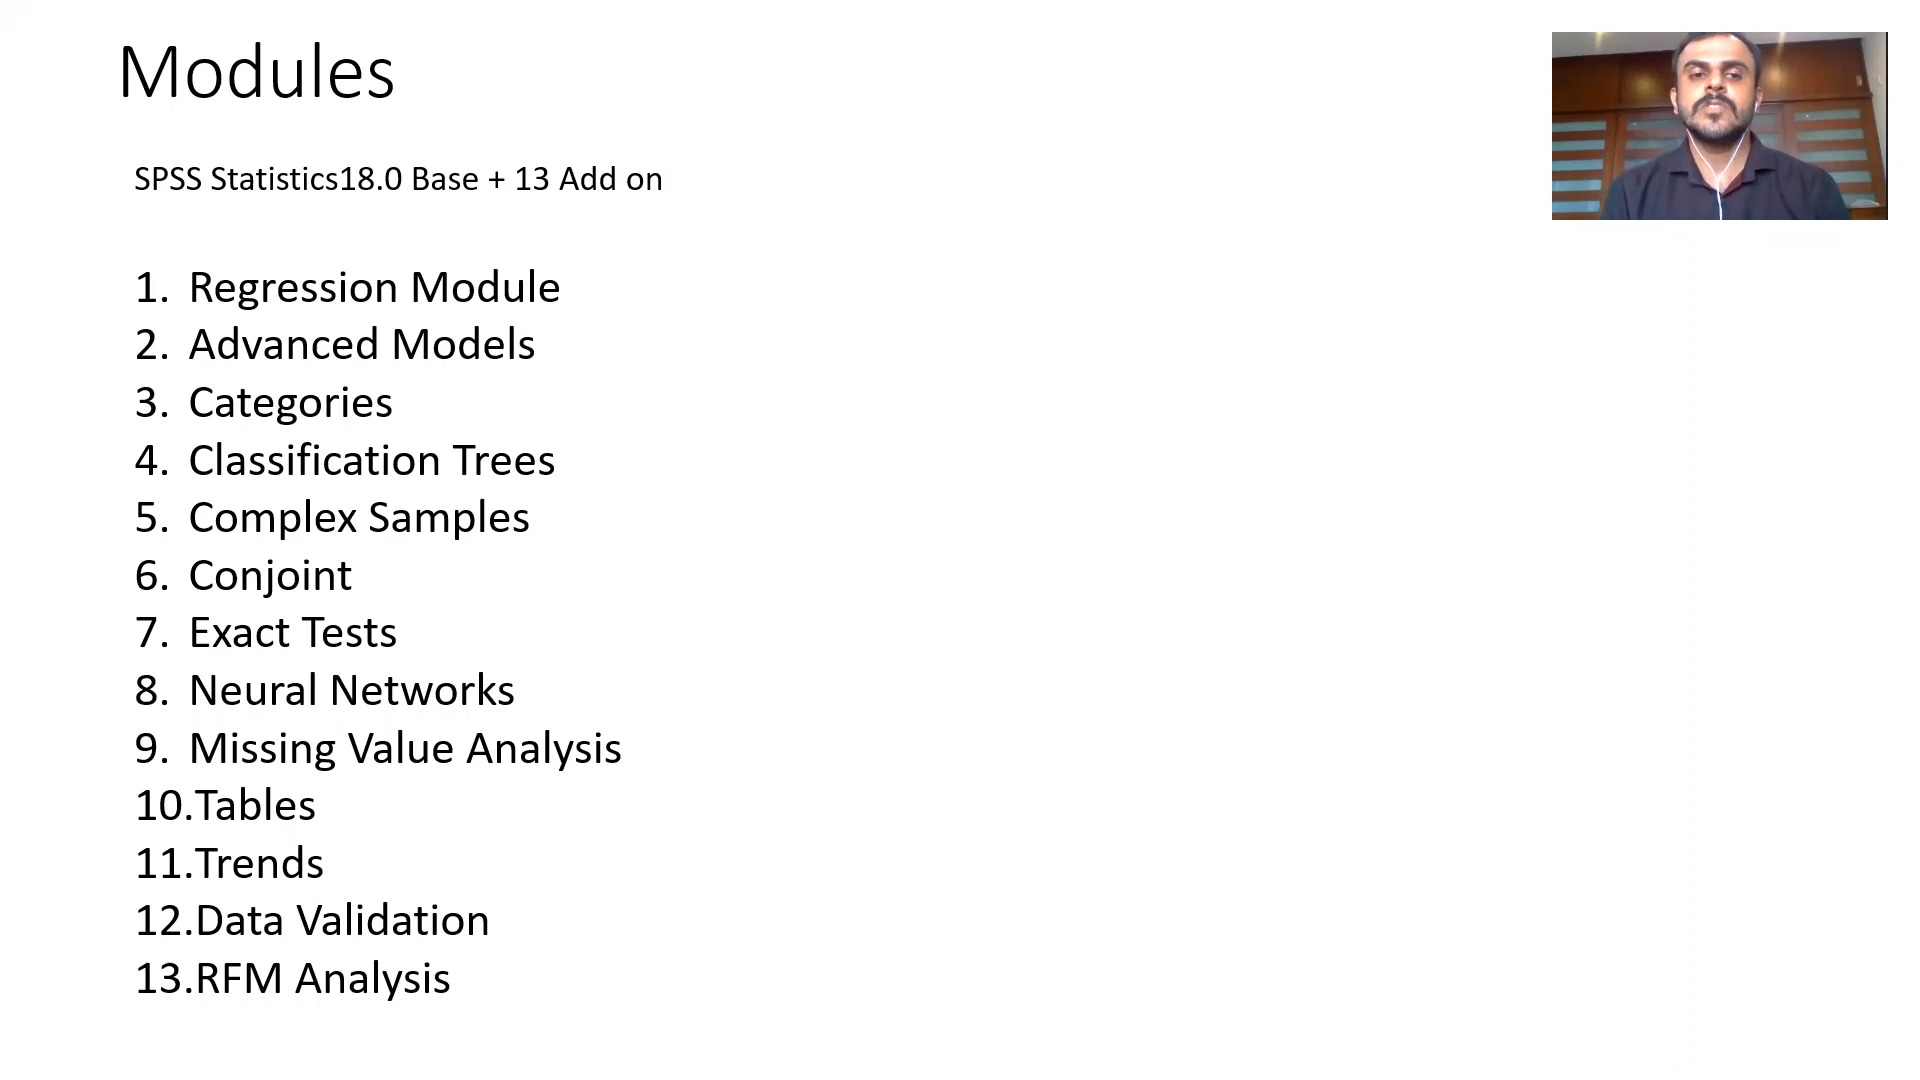 Modules
SPSS Statistics18.0 Base + 13 Add on
1. Regression Module
2. Advanced Models
3. Categories
4. Classification Trees
5. Complex Samples
6. Conjoint
7. Exact Tests
8. Neural Networks
9. Missing Value Analysis
10.Tables
11.Trends
12.Data Validation
13.RFM Analysis